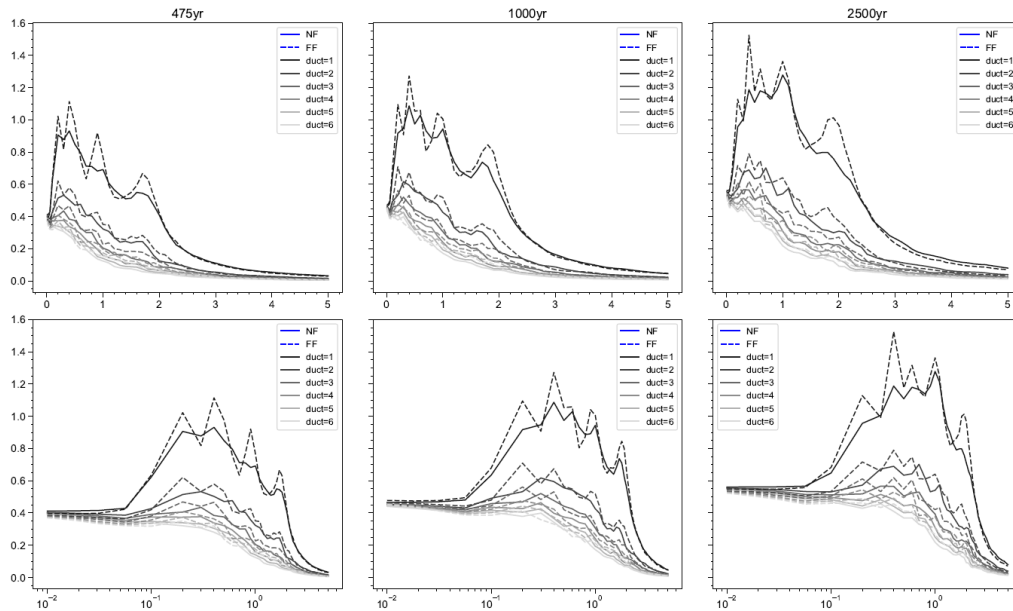 475yr 1000yr 2500yr
1.6
1.4
1.2
1.0
0.8
0.6
0.4
0.2
0.0
NF
FF
duct=1
duct=2
duct=3
duct=4
duct=5
duct=6
NF
FF
duct=1
duct=2
duct=3
duct=4
duct=5
duct=6
NF
FF
duct=1
duct=2
duct=3
duct=4
duct=5
duct=6
0 1 2 3 4 5 0 1 2 3 4 5 0 1 2 3 4 5
1.6
1.4
1.2
1.0
0.8
0.6
0.4
0.2
0.0
NF
FF
duct=1
duct=2
duct=3
duct=4
duct=5
duct=6
NF
FF
duct=1
duct=2
duct=3
duct=4
duct=5
duct=6
NF
FF
duct=1
duct=2
duct=3
duct=4
duct=5
duct=6
10⁻² 10⁻¹ 10⁰ 10⁻² 10⁻¹ 10⁰ 10⁻² 10⁻¹ 10⁰